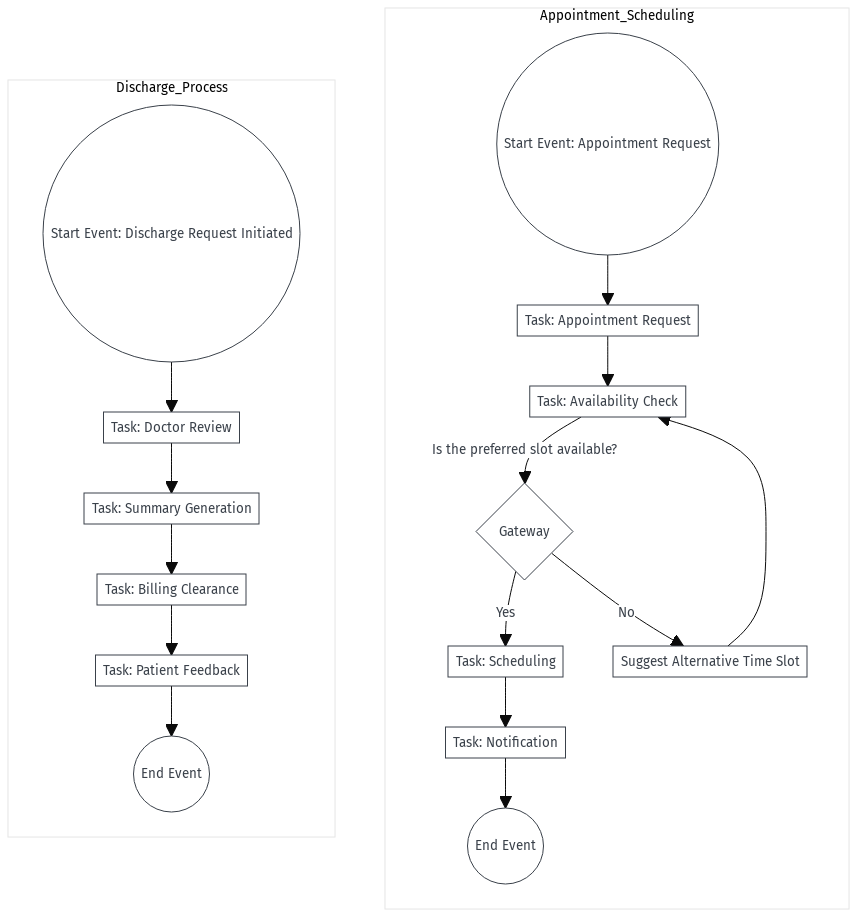 Discharge_Process
Start Event: Discharge Request Initiated
Task: Doctor Review
Task: Summary Generation
Task: Billing Clearance
Task: Patient Feedback
End Event
Appointment_Scheduling
Start Event: Appointment Request
Task: Appointment Request
Task: Availability Check
Is the preferred slot available?
Gateway
Yes
No
Task: Scheduling
Suggest Alternative Time Slot
Task: Notification
End Event